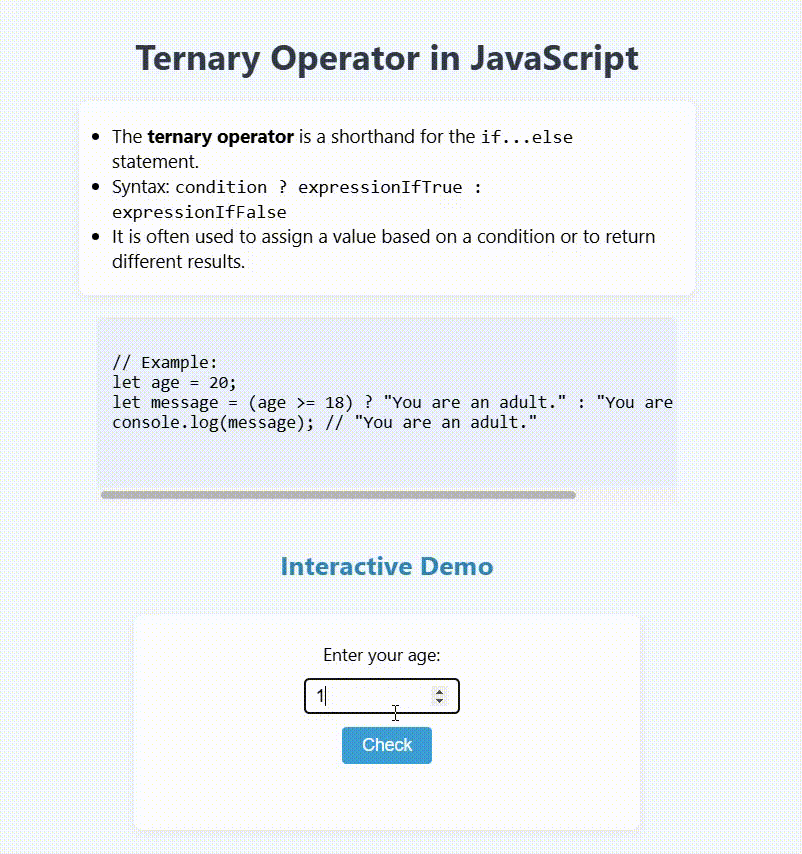 Ternary Operator in JavaScript
The ternary operator is a shorthand for the if...else
statement.
Syntax: condition ? expressionIfTrue :
expressionIfFalse
It is often used to assign a value based on a condition or to return
different results.
// Example:
let age = 20;
let message = (age >= 18) ? "You are an adult." : "You are
console.log(message); // "You are an adult."
Interactive Demo
Enter your age:
1
Check